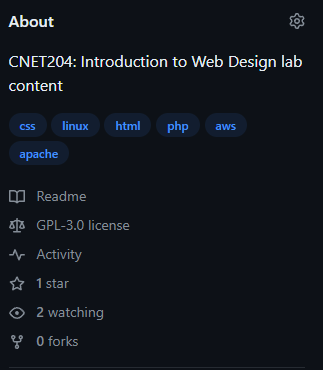 About
CNET204: Introduction to Web Design lab
content
css linux html php aws
apache
Readme
GPL-3.0 license
Activity
1 star
2 watching
0 forks